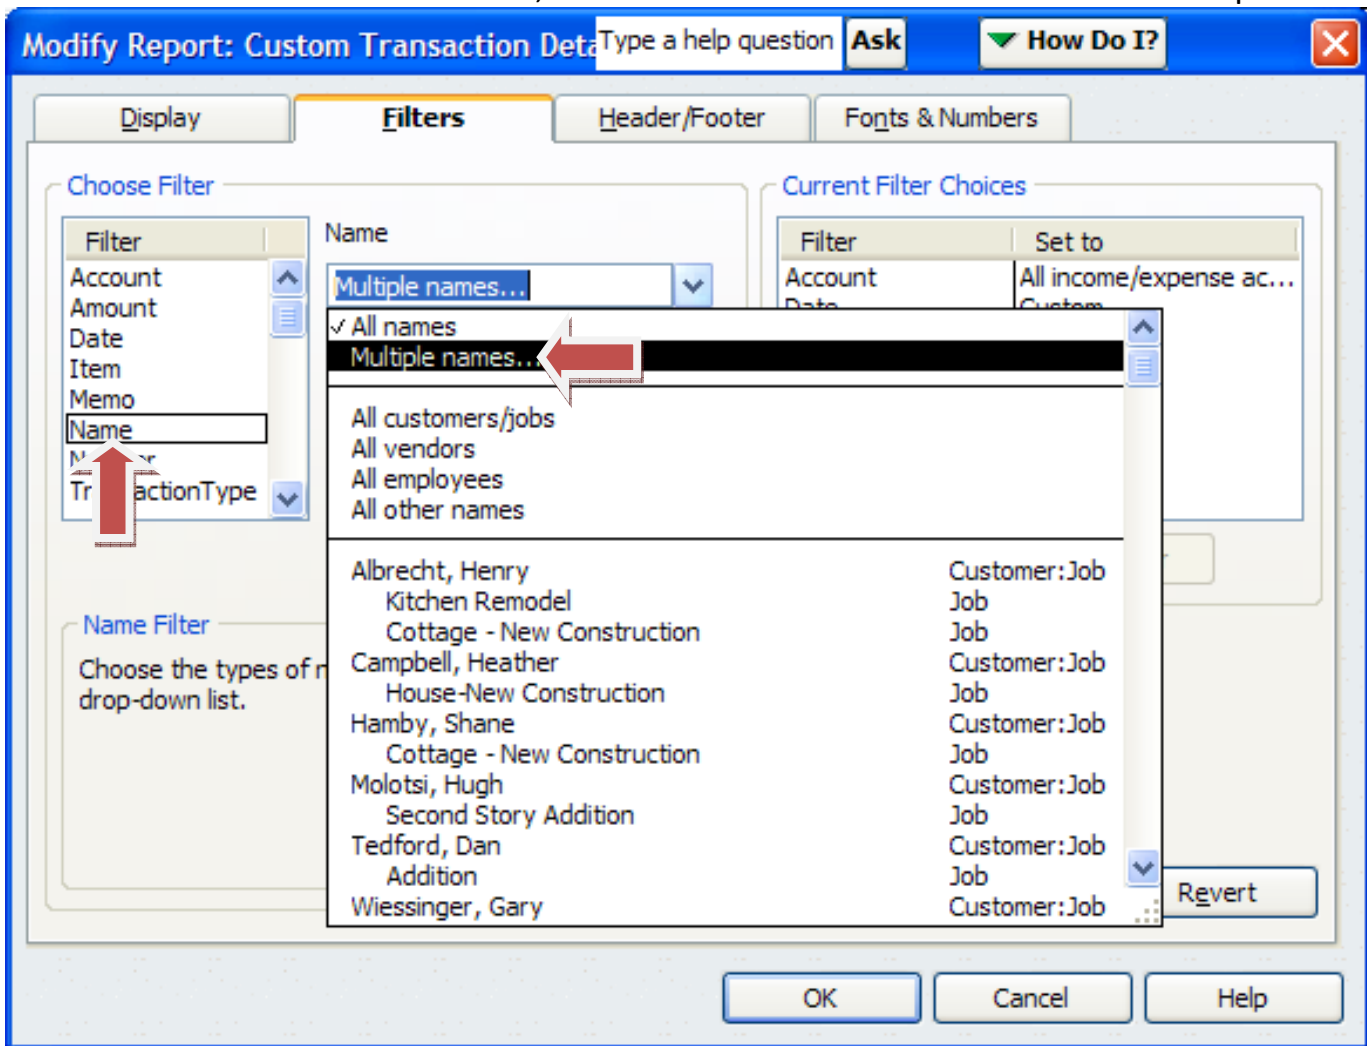 Modify Report: Custom Transaction Deta
Type a help question
Ask
How Do I?
Display
Filters
Header/Footer
Fonts & Numbers
Choose Filter
Filter
Account
Amount
Date
Item
Memo
Name
Name
Multiple names...
✓ All names
Multiple names...
All customers/jobs
All vendors
All employees
All other names
Albrecht, Henry Customer:Job
Kitchen Remodel Job
Cottage - New Construction Job
Campbell, Heather Customer:Job
House-New Construction Job
Hamby, Shane Customer:Job
Cottage - New Construction Job
Molotsi, Hugh Customer:Job
Second Story Addition Job
Tedford, Dan Customer:Job
Addition Job
Wiessinger, Gary Customer:Job
Current Filter Choices
Filter Set to
Account All income/expense ac...
Date Custom
Name Filter
Choose the types of
drop-down list.
Revert
OK
Cancel
Help